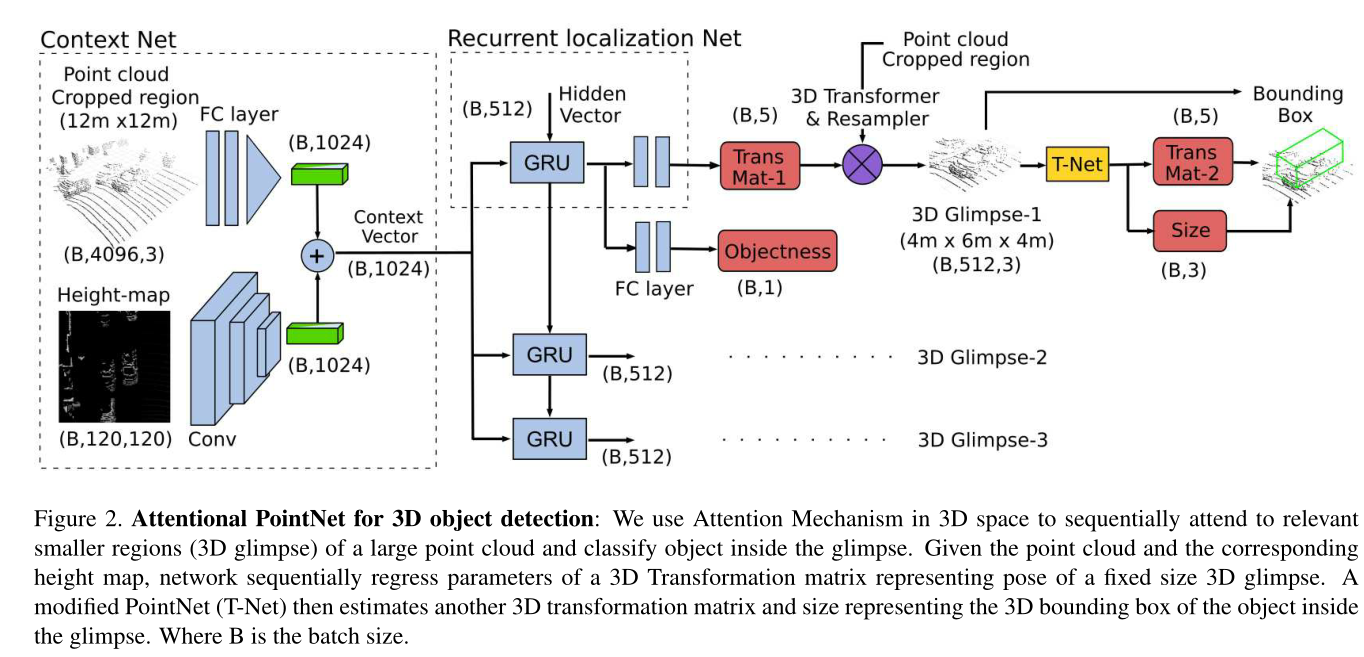 Context Net
Point cloud
Cropped region
(12m x12m)
FC layer
(B,1024)
(B,4096,3)
Height-map
(B,120,120)
Conv
(B,1024)
+
Context
Vector
(B,1024)
Recurrent localization Net
(B,512)
Hidden
Vector
GRU
FC layer
GRU
(B,512)
GRU
(B,512)
(B,5)
Trans
Mat-1
Objectness
(B,1)
Point cloud
Cropped region
3D Transformer
& Resampler
3D Glimpse-1
(4m x 6m x 4m)
(B,512,3)
T-Net
(B,5)
Trans
Mat-2
Size
(B,3)
Bounding
Box
. . . . . . . . . . 3D Glimpse-2
. . . . . . . . . . 3D Glimpse-3
Figure 2. Attentional PointNet for 3D object detection: We use Attention Mechanism in 3D space to sequentially attend to relevant
smaller regions (3D glimpse) of a large point cloud and classify object inside the glimpse. Given the point cloud and the corresponding
height map, network sequentially regress parameters of a 3D Transformation matrix representing pose of a fixed size 3D glimpse. A
modified PointNet (T-Net) then estimates another 3D transformation matrix and size representing the 3D bounding box of the object inside
the glimpse. Where B is the batch size.